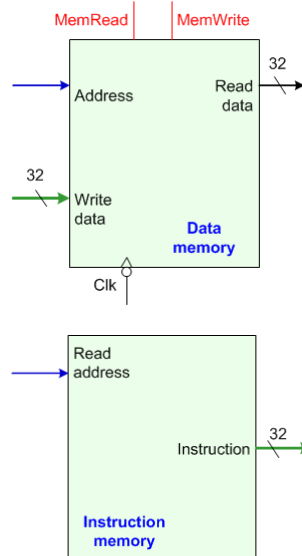 MemRead
MemWrite
32
Address
Read
data
32
Write
data
Data
memory
Clk
Read
address
32
Instruction
Instruction
memory